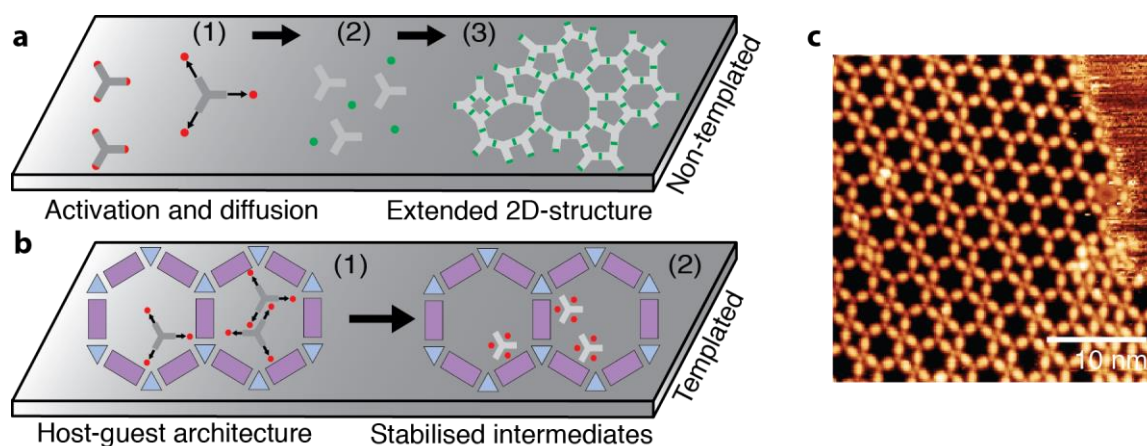 a
(1)
(2)
(3)
Non-templated
Activation and diffusion
Extended 2D-structure
b
(1)
(2)
Templated
Host-guest architecture
Stabilised intermediates
c
10 nm